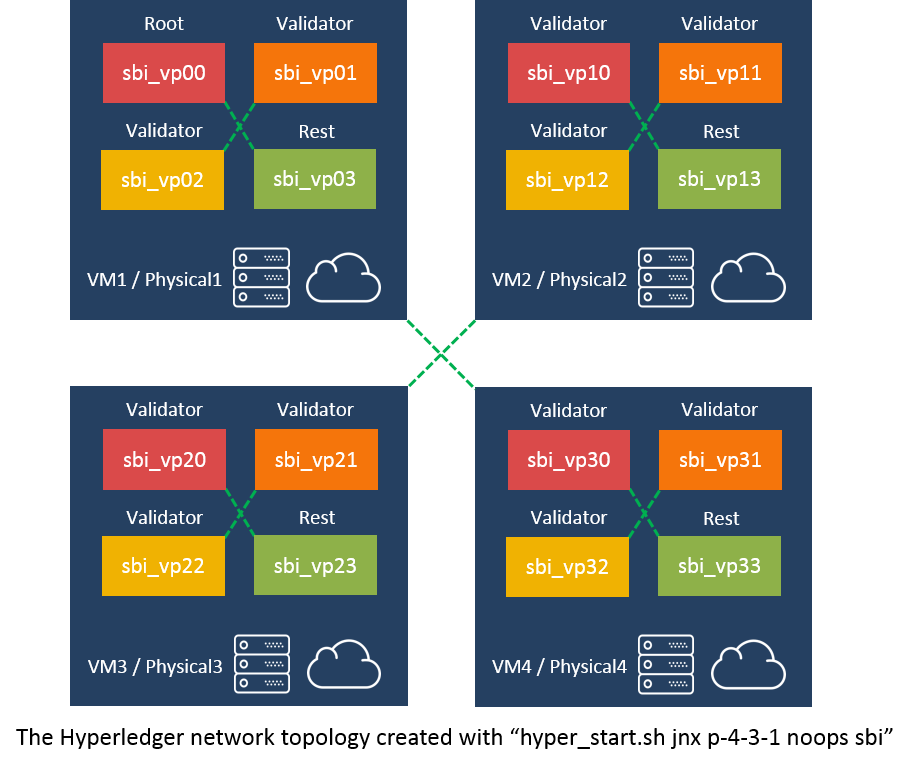 Root
Validator
sbi_vp00
sbi_vp01
Validator
Rest
sbi_vp02
sbi_vp03
VM1 / Physical1
Validator
Validator
sbi_vp10
sbi_vp11
Validator
Rest
sbi_vp12
sbi_vp13
VM2 / Physical2
Validator
Validator
sbi_vp20
sbi_vp21
Validator
Rest
sbi_vp22
sbi_vp23
VM3 / Physical3
Validator
Validator
sbi_vp30
sbi_vp31
Validator
Rest
sbi_vp32
sbi_vp33
VM4 / Physical4
The Hyperledger network topology created with “hyper_start.sh jnx p-4-3-1 noops sbi”